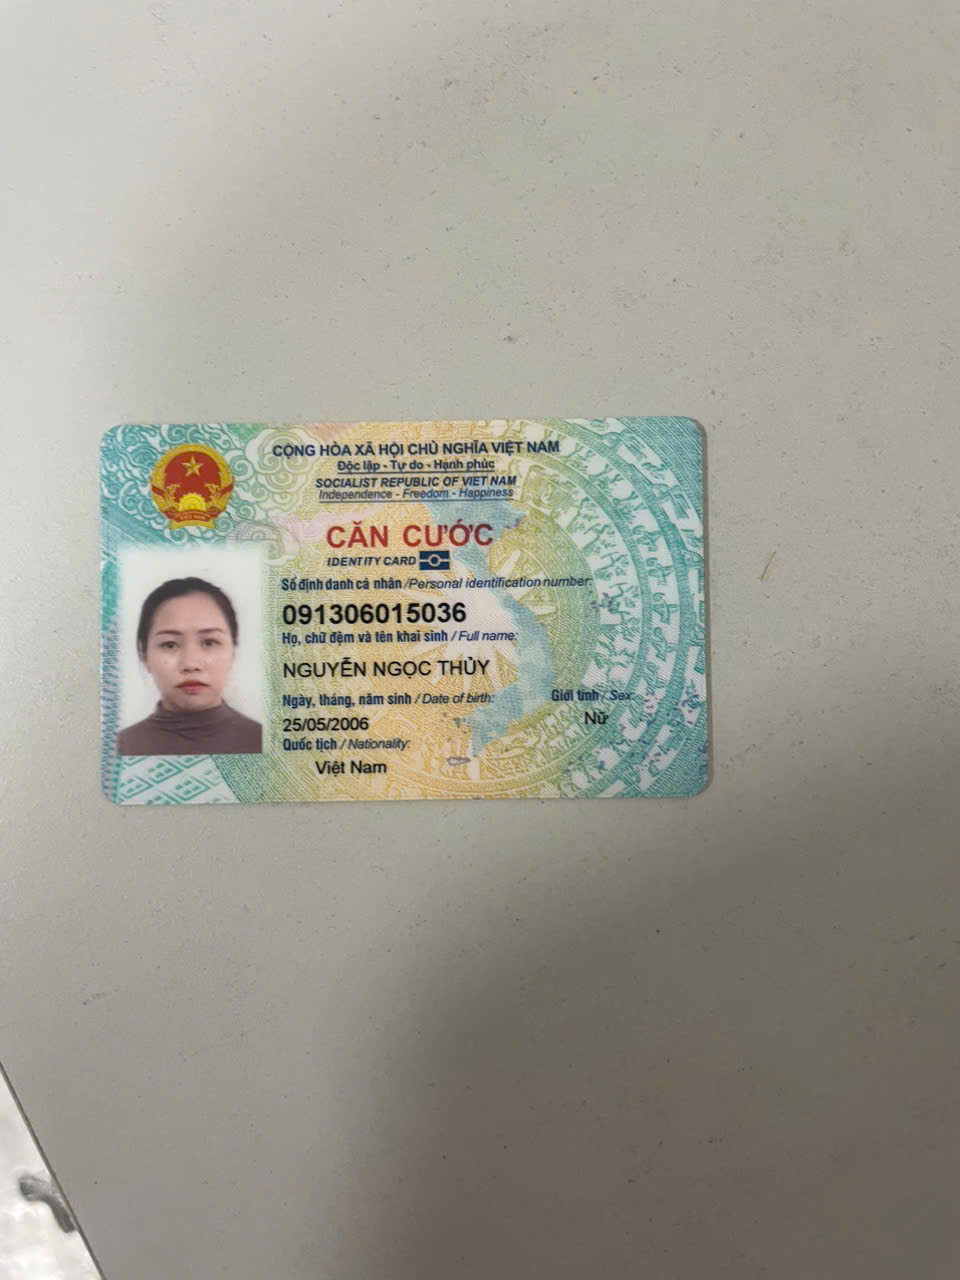 CỘNG HÒA XÃ HỘI CHỦ NGHĨA VIỆT NAM
Độc lập - Tự do - Hạnh phúc
SOCIALIST REPUBLIC OF VIET NAM
Independence - Freedom - Happiness
CĂN CƯỚC
IDENTITY CARD
Số định danh cá nhân / Personal identification number:
091306015036
Họ, chữ đệm và tên khai sinh / Full name:
NGUYỄN NGỌC THỦY
Ngày, tháng, năm sinh / Date of birth: Giới tính / Sex:
25/05/2006 Nữ
Quốc tịch / Nationality:
Việt Nam